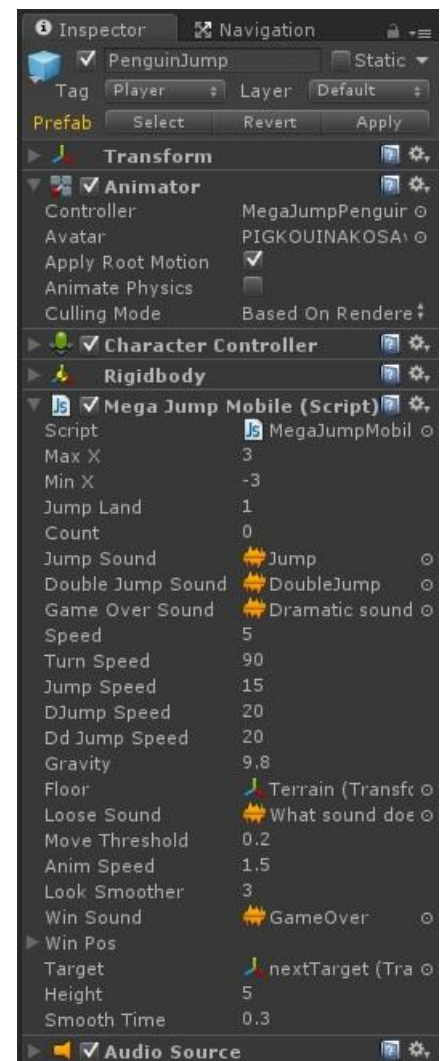 Inspector Navigation
PenguinJump Static
Tag Player Layer Default
Prefab Select Revert Apply
Transform
Animator
Controller MegaJumpPenguir
Avatar PIGKOUINAKOSA
Apply Root Motion
Animate Physics
Culling Mode Based On Rendere
Character Controller
Rigidbody
Js Mega Jump Mobile (Script)
Script Js MegaJumpMobil
Max X 3
Min X -3
Jump Land 1
Count 0
Jump Sound Jump
Double Jump Sound DoubleJump
Game Over Sound Dramatic sound
Speed 5
Turn Speed 90
Jump Speed 15
DJump Speed 20
Dd Jump Speed 20
Gravity 9.8
Floor Terrain (Transfc
Loose Sound What sound doe
Move Threshold 0.2
Anim Speed 1.5
Look Smoother 3
Win Sound GameOver
Win Pos
Target nextTarget (Tra
Height 5
Smooth Time 0.3
Audio Source